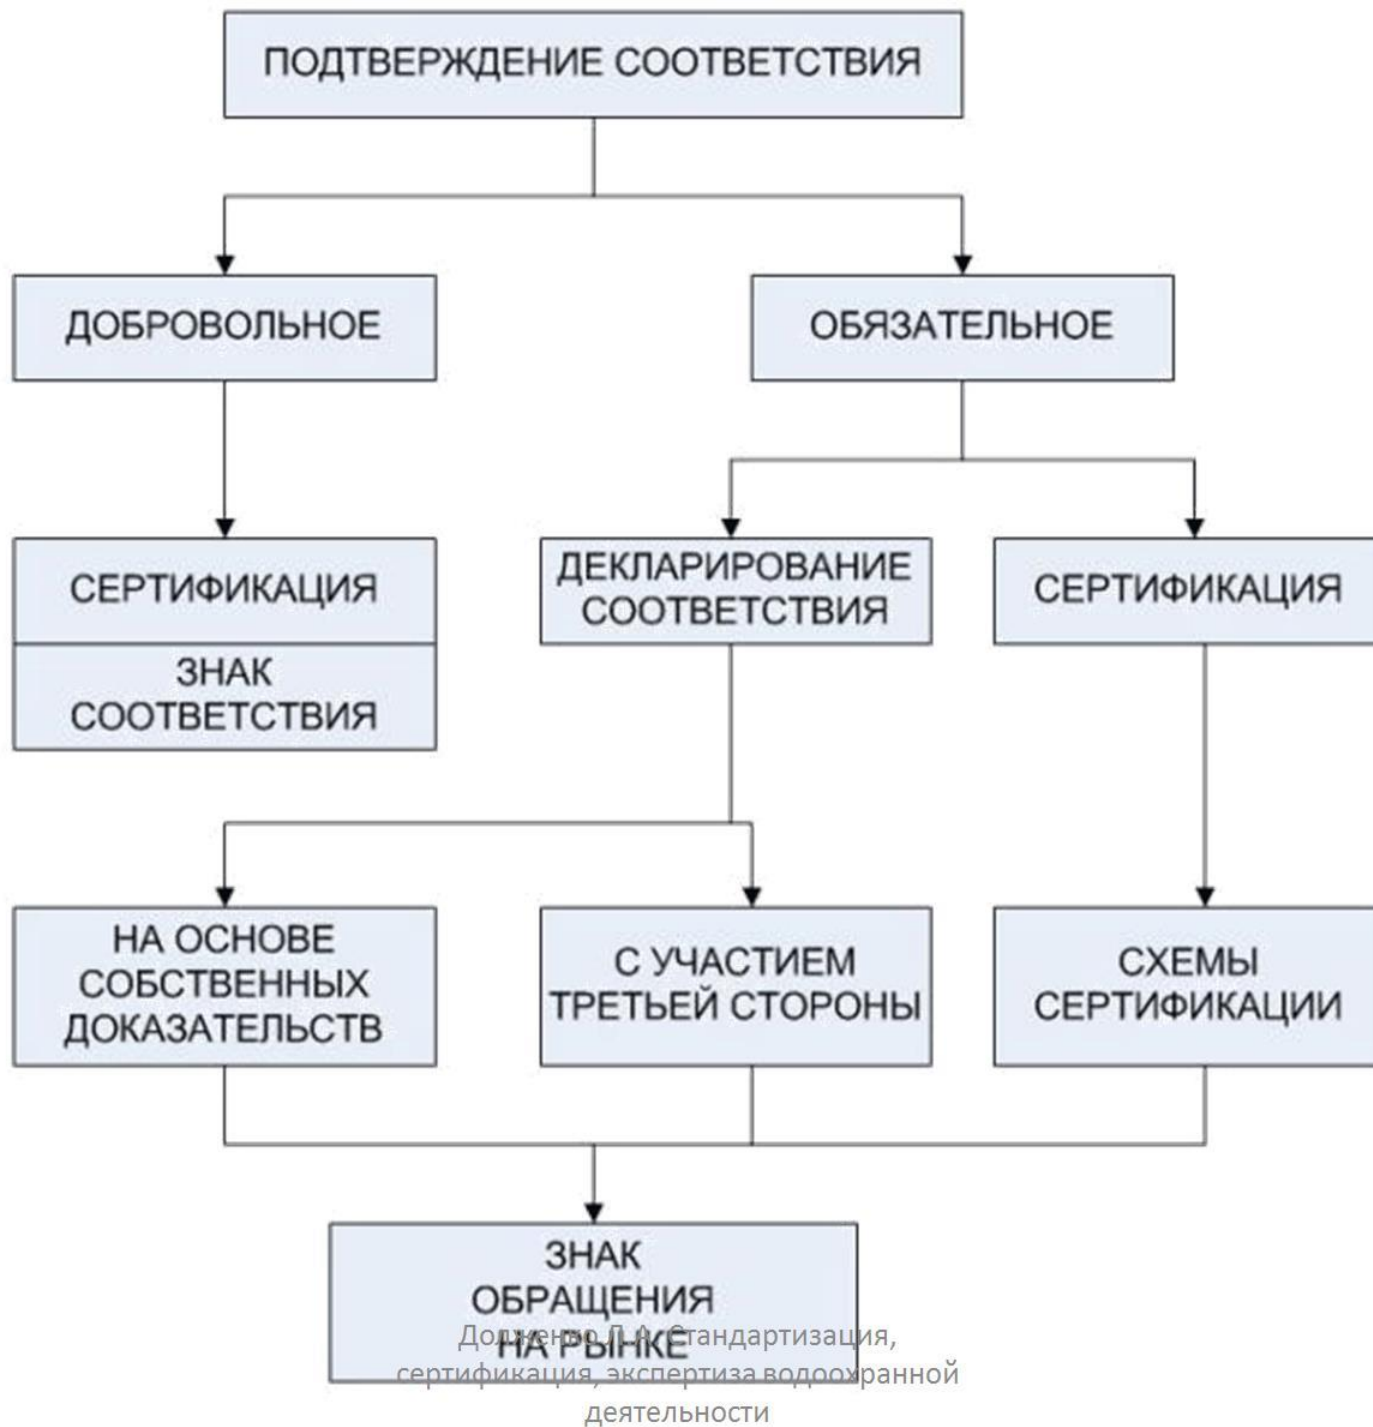 ПОДТВЕРЖДЕНИЕ СООТВЕТСТВИЯ
ДОБРОВОЛЬНОЕ
ОБЯЗАТЕЛЬНОЕ
СЕРТИФИКАЦИЯ
ЗНАК
СООТВЕТСТВИЯ
ДЕКЛАРИРОВАНИЕ
СООТВЕТСТВИЯ
СЕРТИФИКАЦИЯ
НА ОСНОВЕ
СОБСТВЕННЫХ
ДОКАЗАТЕЛЬСТВ
С УЧАСТИЕМ
ТРЕТЬЕЙ СТОРОНЫ
СХЕМЫ
СЕРТИФИКАЦИИ
ЗНАК
ОБРАЩЕНИЯ
НА РЫНКЕ
Долженко Л.А. Стандартизация,
сертификация, экспертиза водоохранной
деятельности